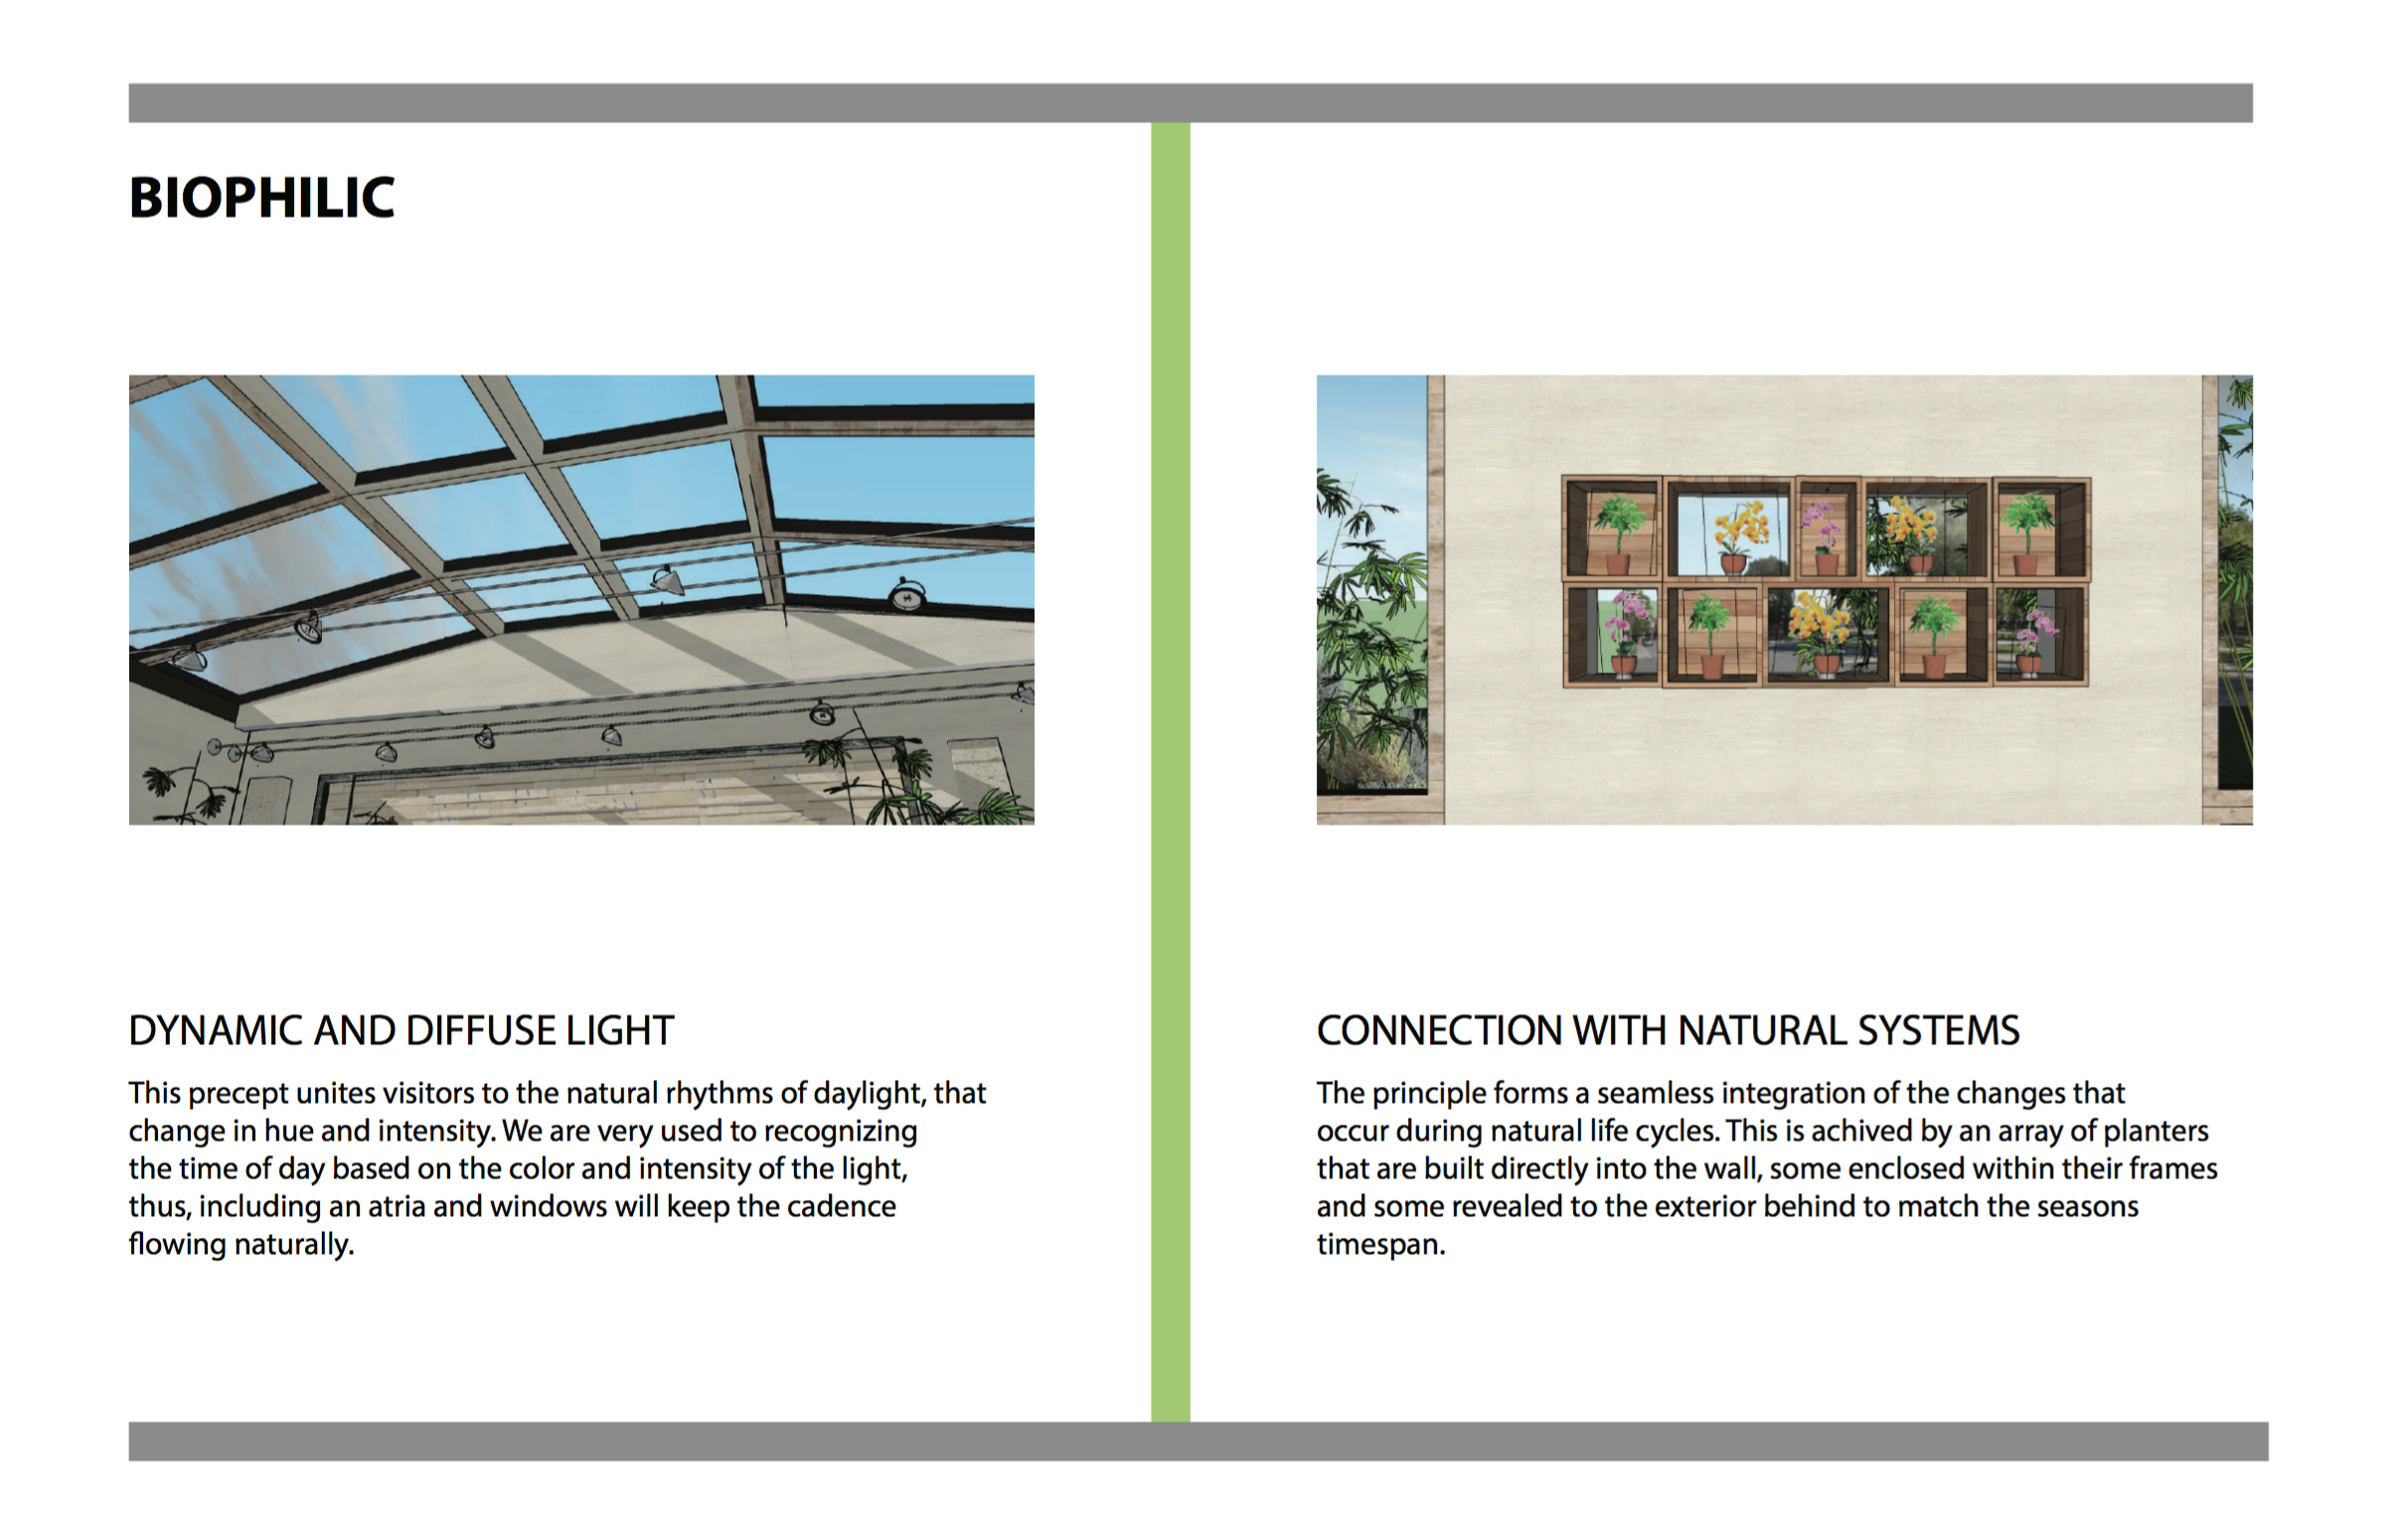 BIOPHILIC
DYNAMIC AND DIFFUSE LIGHT
This precept unites visitors to the natural rhythms of daylight, that
change in hue and intensity. We are very used to recognizing
the time of day based on the color and intensity of the light,
thus, including an atria and windows will keep the cadence
flowing naturally.
CONNECTION WITH NATURAL SYSTEMS
The principle forms a seamless integration of the changes that
occur during natural life cycles. This is achived by an array of planters
that are built directly into the wall, some enclosed within their frames
and some revealed to the exterior behind to match the seasons
timespan.